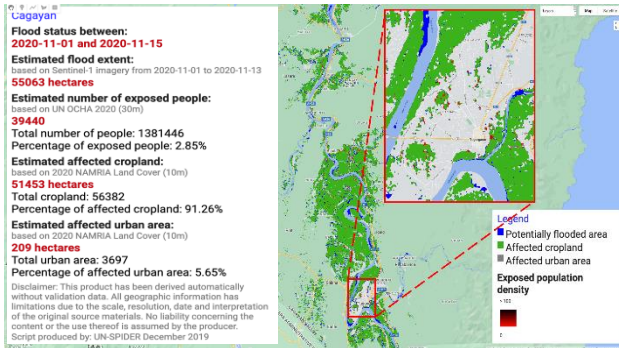 Cagayan
Flood status between:
2020-11-01 and 2020-11-15
Estimated flood extent:
based on Sentinel-1 imagery from 2020-11-01 to 2020-11-13
55063 hectares
Estimated number of exposed people:
based on UN OCHA 2020 (30m)
39440
Total number of people: 1381446
Percentage of exposed people: 2.85%
Estimated affected cropland:
based on 2020 NAMRIA Land Cover (10m)
51453 hectares
Total cropland: 56382
Percentage of affected cropland: 91.26%
Estimated affected urban area:
based on 2020 NAMRIA Land Cover (10m)
209 hectares
Total urban area: 3697
Percentage of affected urban area: 5.65%
Disclaimer: This product has been derived automatically
without validation data. All geographic information has
limitations due to the scale, resolution, date and interpretation
of the original source materials. No liability concerning the
content or the use thereof is assumed by the producer.
Script produced by: UN-SPIDER December 2019
Layers
Map
Legend
Potentially flooded area
Affected cropland
Affected urban area
Exposed population
density
> 100
0